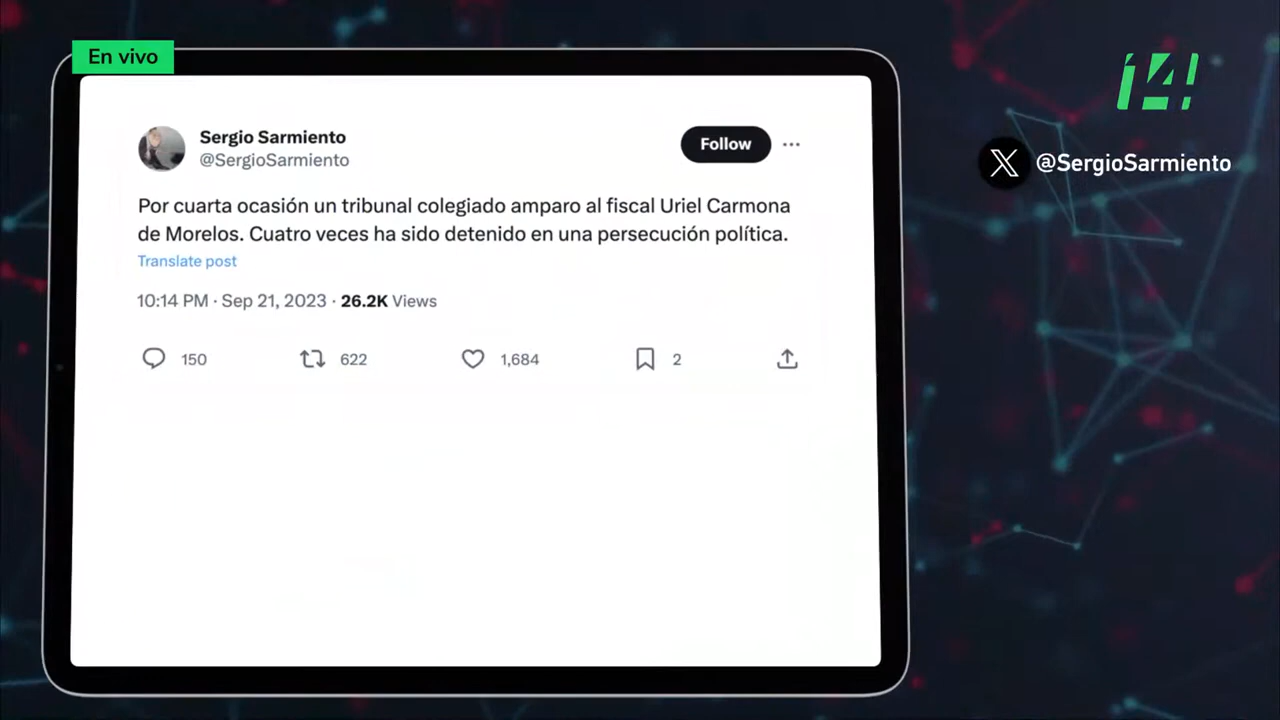 En vivo
14!
@SergioSarmiento
Sergio Sarmiento
@SergioSarmiento
Follow
Por cuarta ocasión un tribunal colegiado amparo al fiscal Uriel Carmona
de Morelos. Cuatro veces ha sido detenido en una persecución política.
Translate post
10:14 PM · Sep 21, 2023 · 26.2K Views
150 622 1,684 2